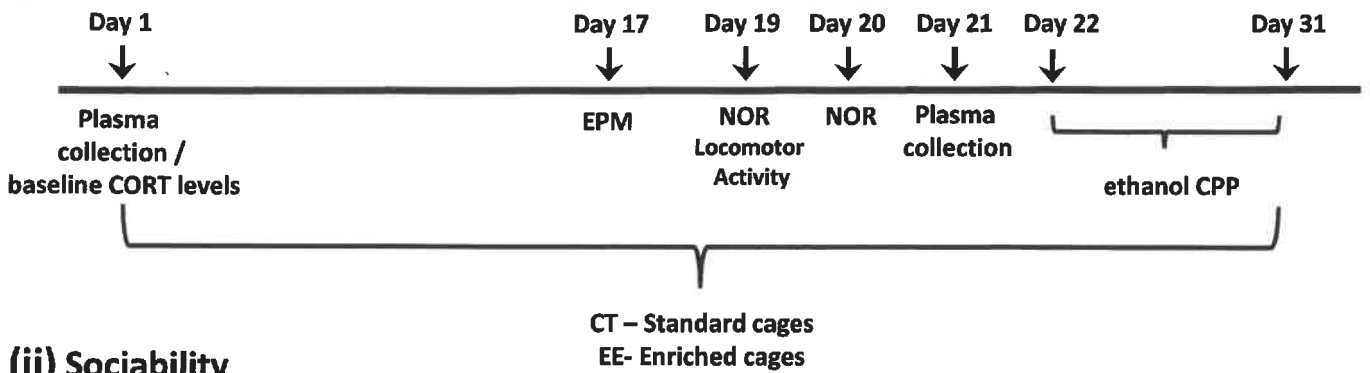 Day 1 Day 17 Day 19 Day 20 Day 21 Day 22 Day 31
Plasma collection / baseline CORT levels
EPM
NOR
Locomotor
Activity
NOR
Plasma
collection
ethanol CPP
CT – Standard cages
EE- Enriched cages
(ii) Sociability